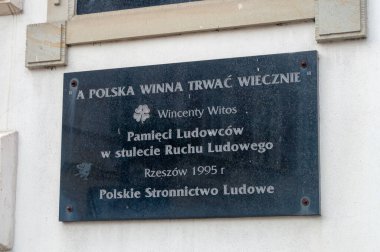 "A POLSKA WINNA TRWAĆ WIECZNIE"
Wincenty Witos
Pamięci Ludowców
w stulecie Ruchu Ludowego
Rzeszów 1995 r
Polskie Stronnictwo Ludowe